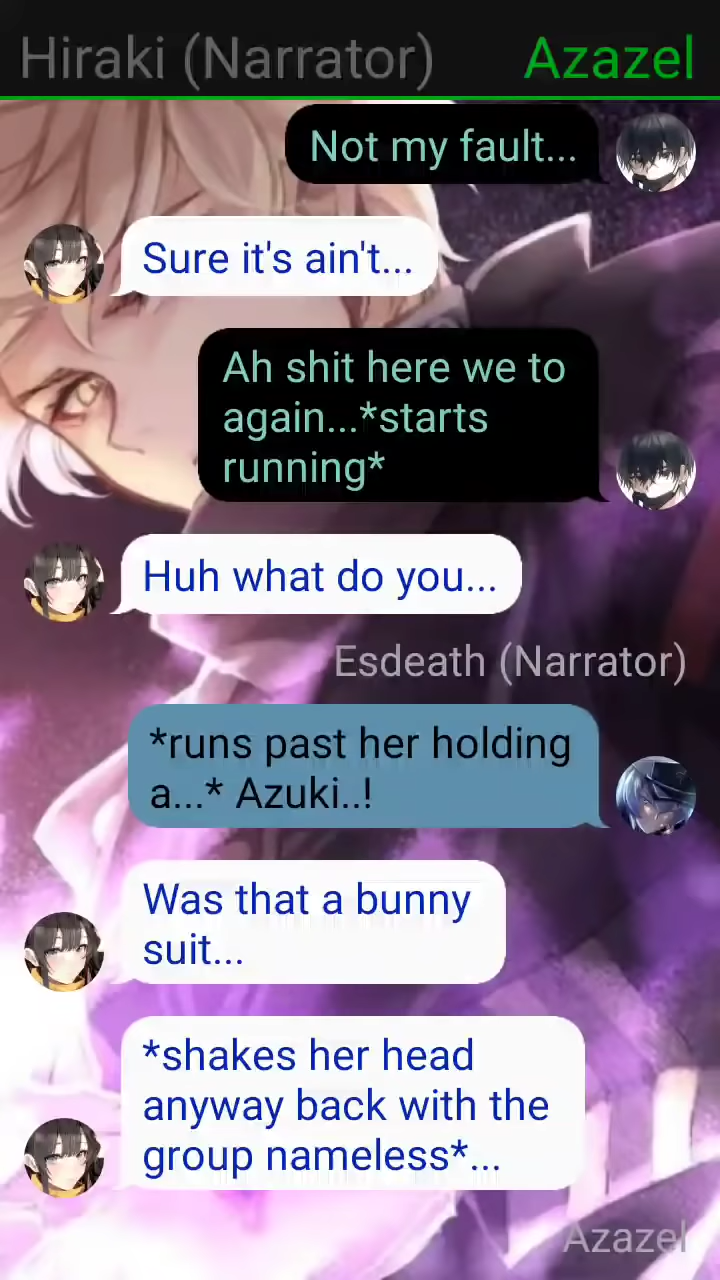 Hiraki (Narrator) Azazel
Not my fault...
Sure it's ain't...
Ah shit here we to
again...*starts
running*
Huh what do you...
Esdeath (Narrator)
*runs past her holding
a...* Azuki..!
Was that a bunny
suit...
*shakes her head
anyway back with the
group nameless*...
Azazel